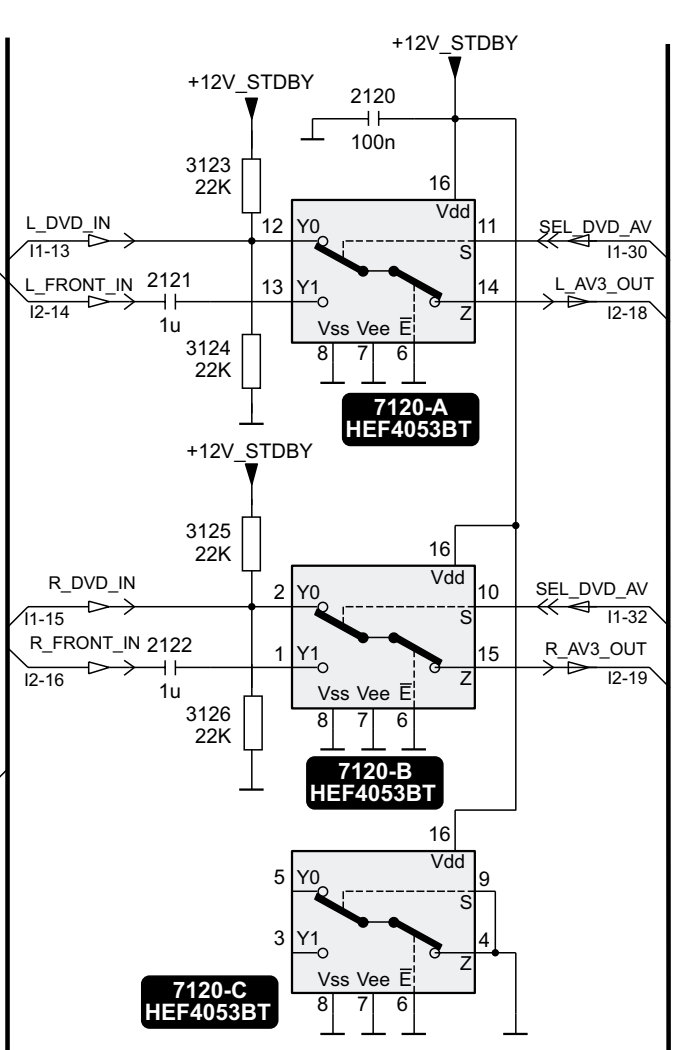 +12V_STDBY
+12V_STDBY
2120
100n
3123
22K
16
Vdd
L_DVD_IN
I1-13
12
Y0
11
S
SEL_DVD_AV
I1-30
L_FRONT_IN
I2-14
2121
1u
13
Y1
14
Z
L_AV3_OUT
I2-18
3124
22K
Vss Vee E̅
8
7
6
7120-A
HEF4053BT
+12V_STDBY
3125
22K
16
Vdd
R_DVD_IN
I1-15
2
Y0
10
S
SEL_DVD_AV
I1-32
R_FRONT_IN
I2-16
2122
1u
1
Y1
15
Z
R_AV3_OUT
I2-19
3126
22K
Vss Vee E̅
8
7
6
7120-B
HEF4053BT
16
Vdd
5
Y0
9
S
3
Y1
4
Z
Vss Vee E̅
8
7
6
7120-C
HEF4053BT